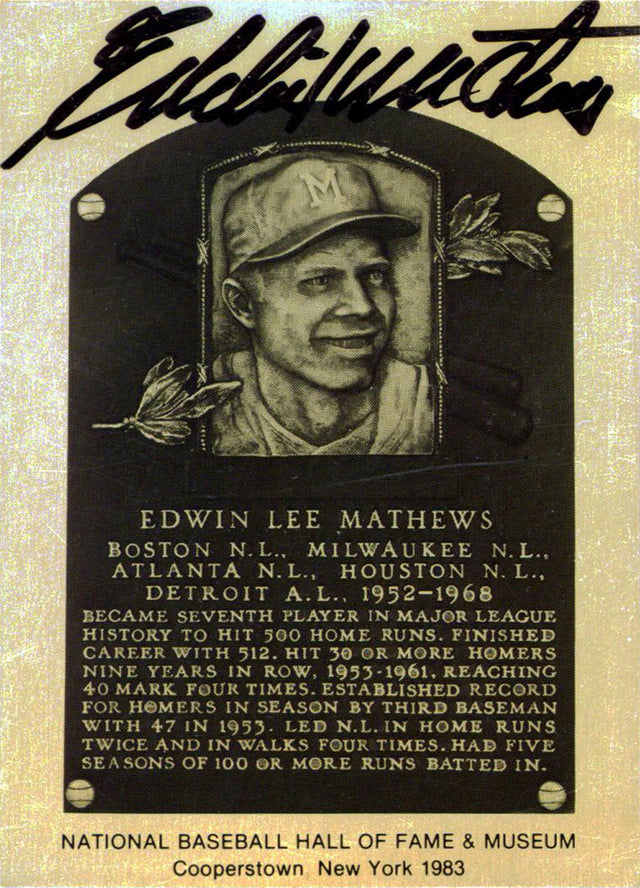 Eddie Mathews
M
EDWIN LEE MATHEWS
BOSTON N.L., MILWAUKEE N.L.,
ATLANTA N.L., HOUSTON N.L.,
DETROIT A.L., 1952-1968
BECAME SEVENTH PLAYER IN MAJOR LEAGUE
HISTORY TO HIT 500 HOME RUNS. FINISHED
CAREER WITH 512. HIT 30 OR MORE HOMERS
NINE YEARS IN ROW, 1953-1961, REACHING
40 MARK FOUR TIMES. ESTABLISHED RECORD
FOR HOMERS IN SEASON BY THIRD BASEMAN
WITH 47 IN 1953. LED N.L. IN HOME RUNS
TWICE AND IN WALKS FOUR TIMES. HAD FIVE
SEASONS OF 100 OR MORE RUNS BATTED IN.
NATIONAL BASEBALL HALL OF FAME & MUSEUM
Cooperstown New York 1983